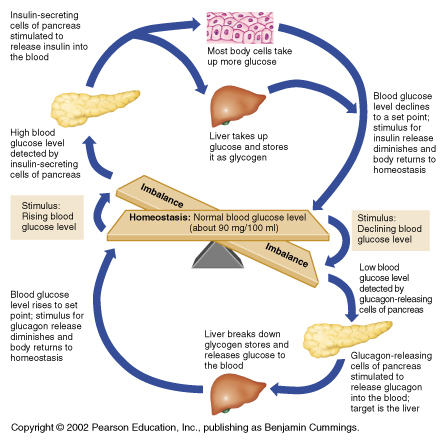 Insulin-secreting
cells of pancreas
stimulated to
release insulin into
the blood
Most body cells take
up more glucose
Liver takes up
glucose and stores
it as glycogen
Blood glucose
level declines
to a set point;
stimulus for
insulin release
diminishes and
body returns to
homeostasis
High blood
glucose level
detected by
insulin-secreting
cells of pancreas
Stimulus:
Rising blood
glucose level
Imbalance
Homeostasis: Normal blood glucose level
(about 90 mg/100 ml)
Imbalance
Stimulus:
Declining blood
glucose level
Low blood
glucose level
detected by
glucagon-releasing
cells of pancreas
Glucagon-releasing
cells of pancreas
stimulated to
release glucagon
into the blood;
target is the liver
Liver breaks down
glycogen stores and
releases glucose to
the blood
Blood glucose
level rises to set
point; stimulus for
glucagon release
diminishes and
body returns to
homeostasis
Copyright © 2002 Pearson Education, Inc., publishing as Benjamin Cummings.